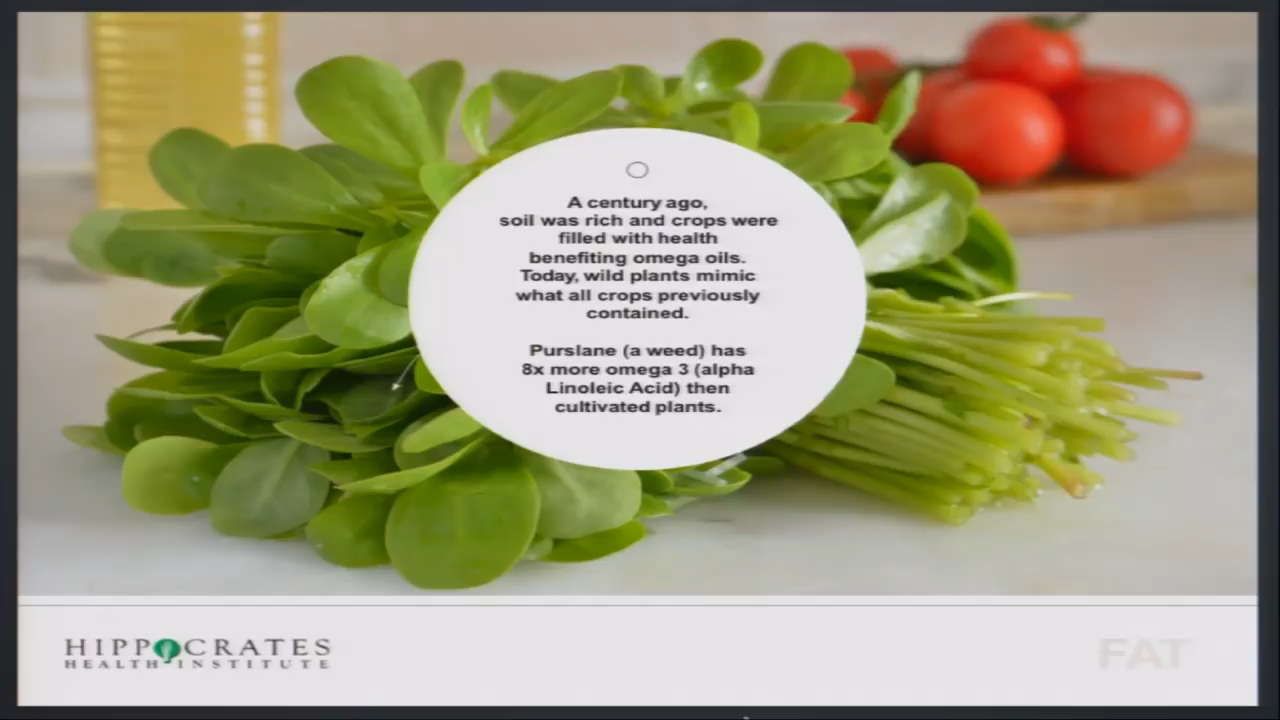 A century ago,
soil was rich and crops were
filled with health
benefiting omega oils.
Today, wild plants mimic
what all crops previously
contained.
Purslane (a weed) has
8x more omega 3 (alpha
Linoleic Acid) then
cultivated plants.
HIPPOCRATES
HEALTH INSTITUTE
FAT